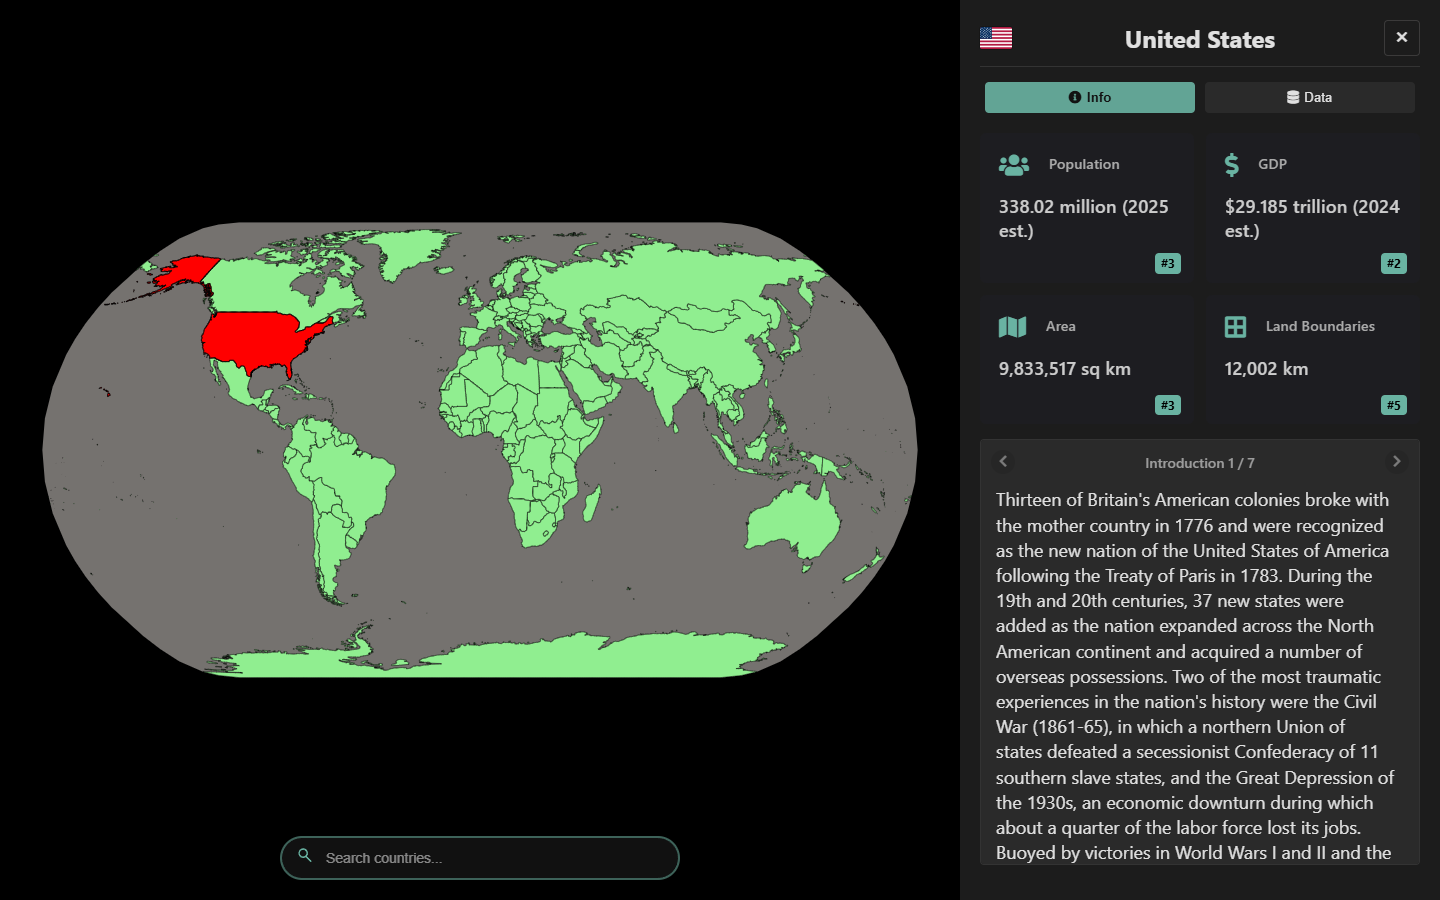 United States
Info
Data
Population
338.02 million (2025
est.)
#3
GDP
$29.185 trillion (2024
est.)
#2
Area
9,833,517 sq km
#3
Land Boundaries
12,002 km
#5
Introduction 1 / 7
Thirteen of Britain's American colonies broke with
the mother country in 1776 and were recognized
as the new nation of the United States of America
following the Treaty of Paris in 1783. During the
19th and 20th centuries, 37 new states were
added as the nation expanded across the North
American continent and acquired a number of
overseas possessions. Two of the most traumatic
experiences in the nation's history were the Civil
War (1861-65), in which a northern Union of
states defeated a secessionist Confederacy of 11
southern slave states, and the Great Depression of
the 1930s, an economic downturn during which
about a quarter of the labor force lost its jobs.
Buoyed by victories in World Wars I and II and the
Search countries...